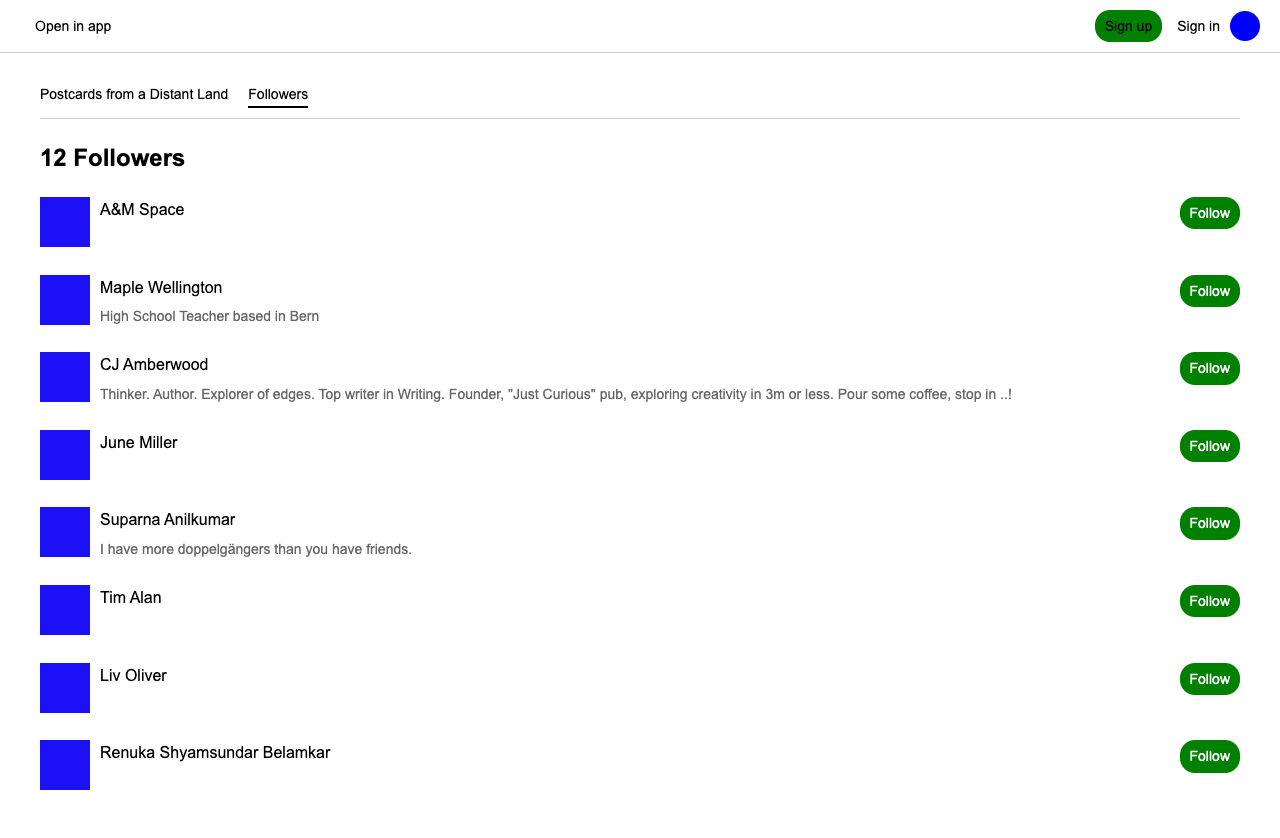 Open in app
Sign up
Sign in
Postcards from a Distant Land
Followers
12 Followers
A&M Space
Follow
Maple Wellington
Follow
High School Teacher based in Bern
CJ Amberwood
Follow
Thinker. Author. Explorer of edges. Top writer in Writing. Founder, "Just Curious" pub, exploring creativity in 3m or less. Pour some coffee, stop in ..!
June Miller
Follow
Suparna Anilkumar
Follow
I have more doppelgängers than you have friends.
Tim Alan
Follow
Liv Oliver
Follow
Renuka Shyamsundar Belamkar
Follow